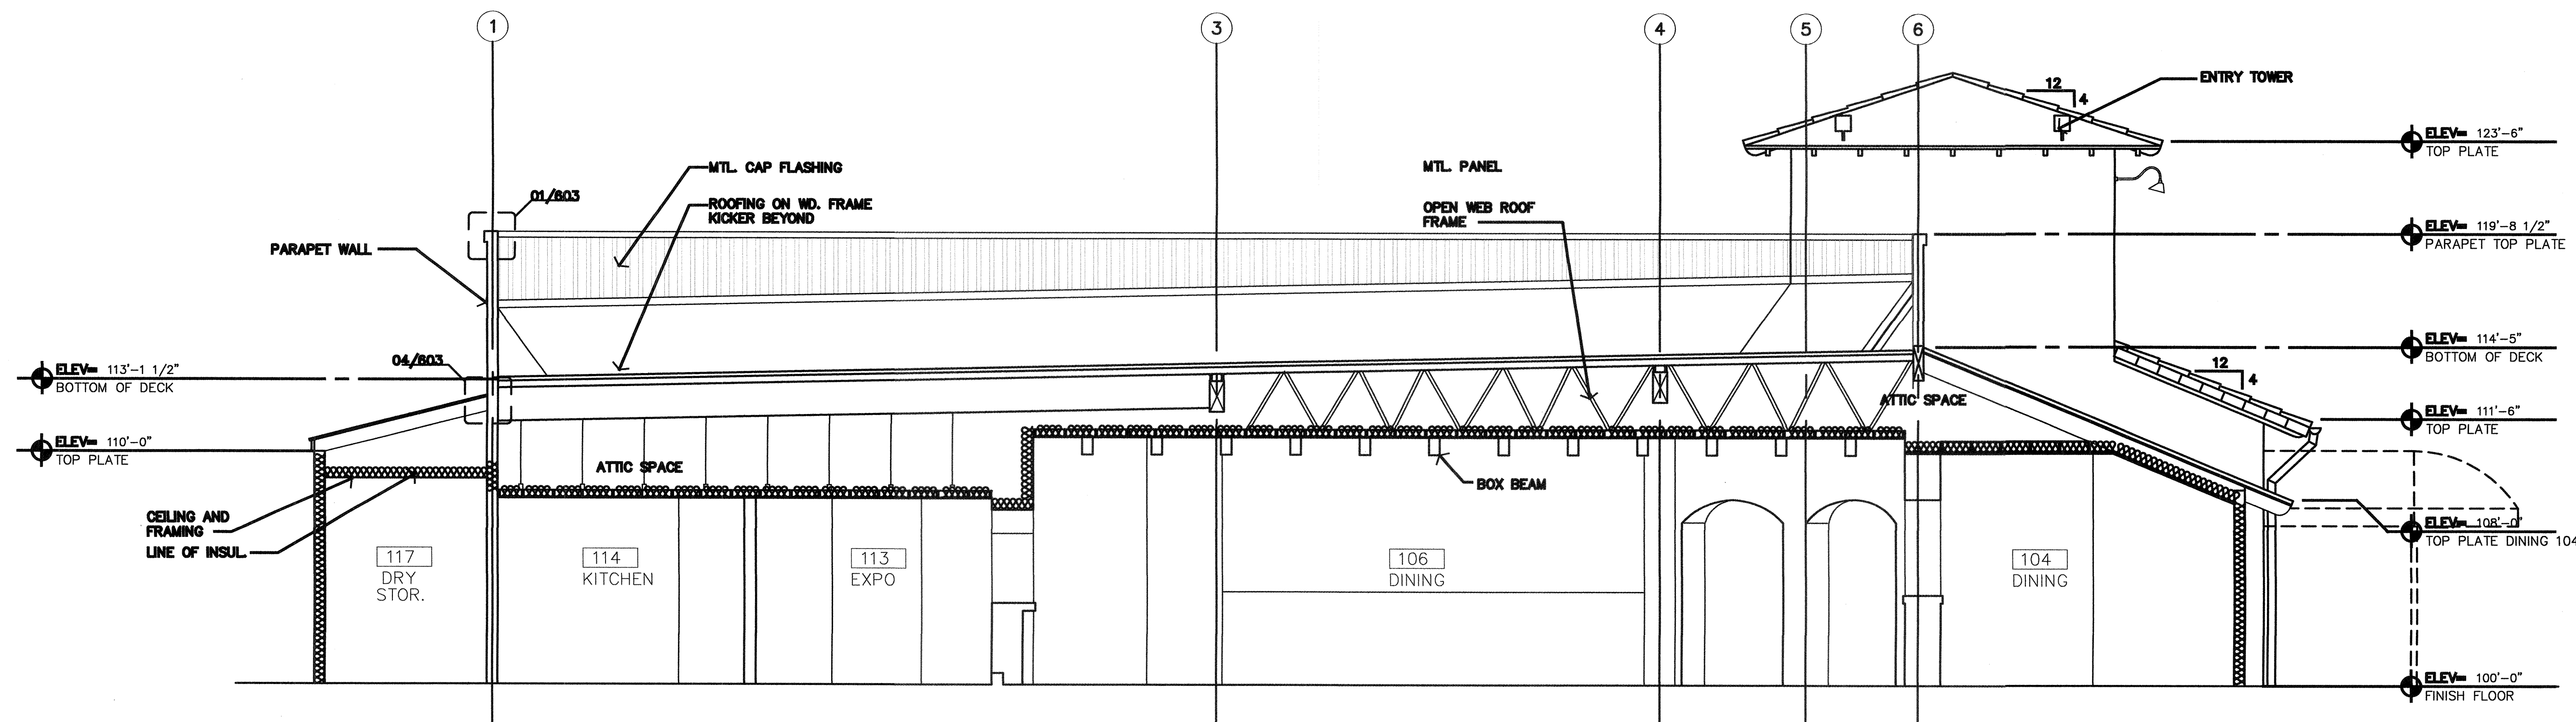 1
3
4
5
6
12
4
ENTRY TOWER
ELEV= 123'-6"
TOP PLATE
MTL. CAP FLASHING
MTL. PANEL
01/603
ROOFING ON WD. FRAME
KICKER BEYOND
OPEN WEB ROOF
FRAME
PARAPET WALL
ELEV= 119'-8 1/2"
PARAPET TOP PLATE
04/603
ELEV= 114'-5"
BOTTOM OF DECK
ELEV= 113'-1 1/2"
BOTTOM OF DECK
12
4
ATTIC SPACE
ELEV= 111'-6"
TOP PLATE
ELEV= 110'-0"
TOP PLATE
ATTIC SPACE
BOX BEAM
CEILING AND
FRAMING
LINE OF INSUL.
ELEV= 108'-0"
TOP PLATE DINING 104
117
DRY
STOR.
114
KITCHEN
113
EXPO
106
DINING
104
DINING
ELEV= 100'-0"
FINISH FLOOR